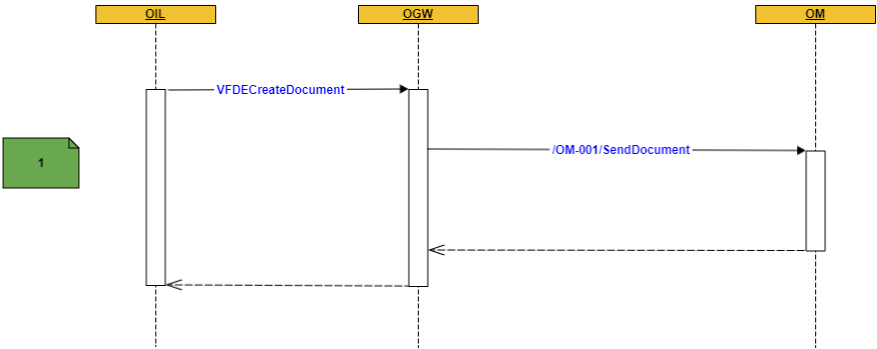 OIL
OGW
OM
VFDECreateDocument
1
/OM-001/SendDocument